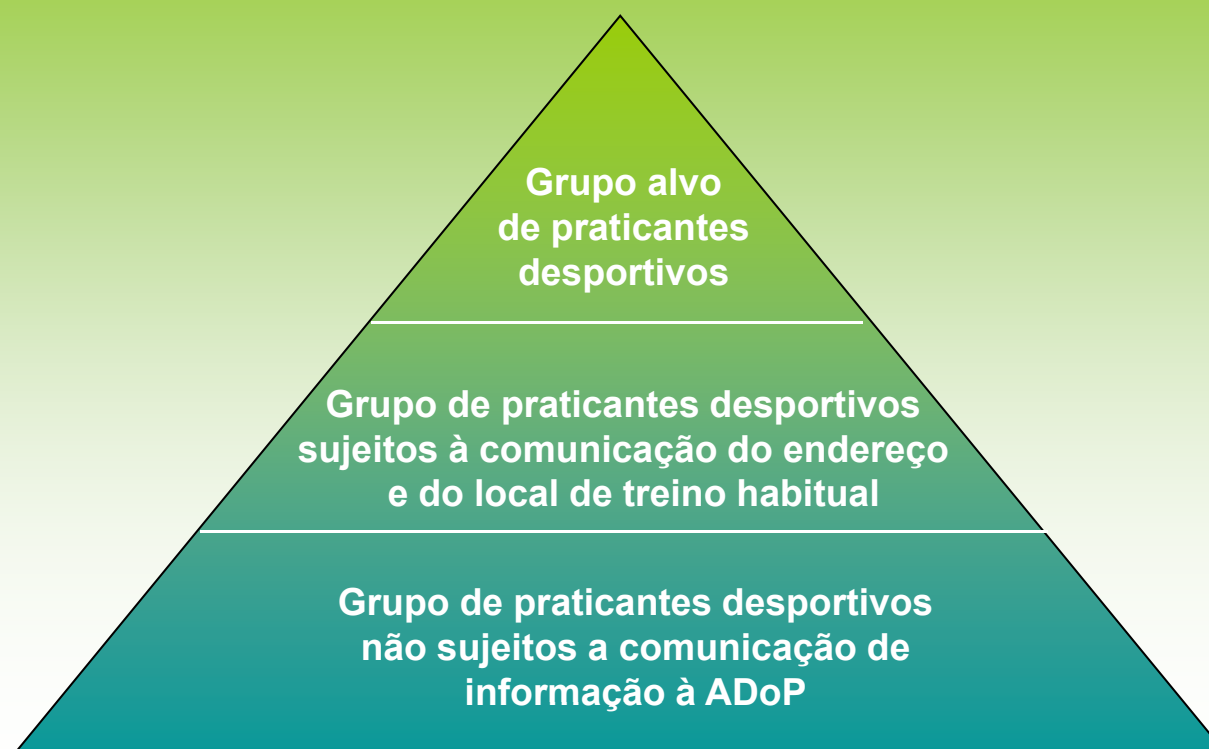 Grupo alvo
de praticantes
desportivos
Grupo de praticantes desportivos
sujeitos à comunicação do endereço
e do local de treino habitual
Grupo de praticantes desportivos
não sujeitos a comunicação de
informação à ADoP